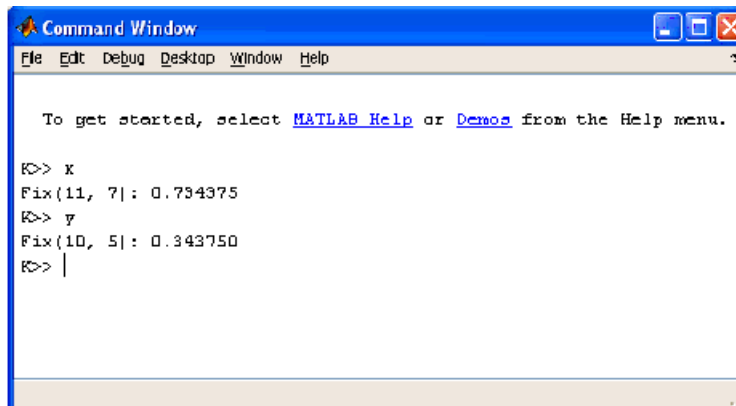 Command Window
File Edit Debug Desktop Window Help
To get started, select MATLAB Help or Demos from the Help menu.
K>> x
Fix(11, 7): 0.734375
K>> y
Fix(10, 5): 0.343750
K>>